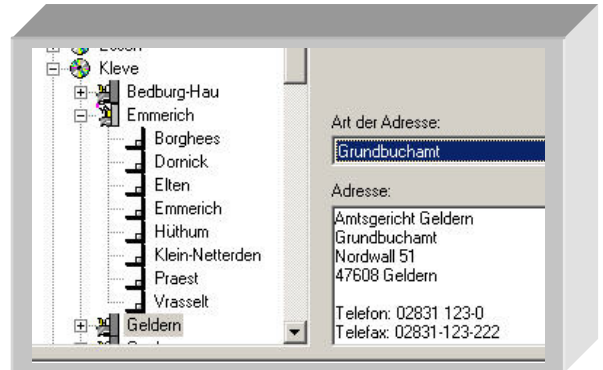 Kleve
Bedburg-Hau
Emmerich
Borghees
Dornick
Elten
Emmerich
Hüthum
Klein-Netterden
Praest
Vrasselt
Geldern
Art der Adresse:
Grundbuchamt
Adresse:
Amtsgericht Geldern
Grundbuchamt
Nordwall 51
47608 Geldern
Telefon: 02831 123-0
Telefax: 02831-123-222